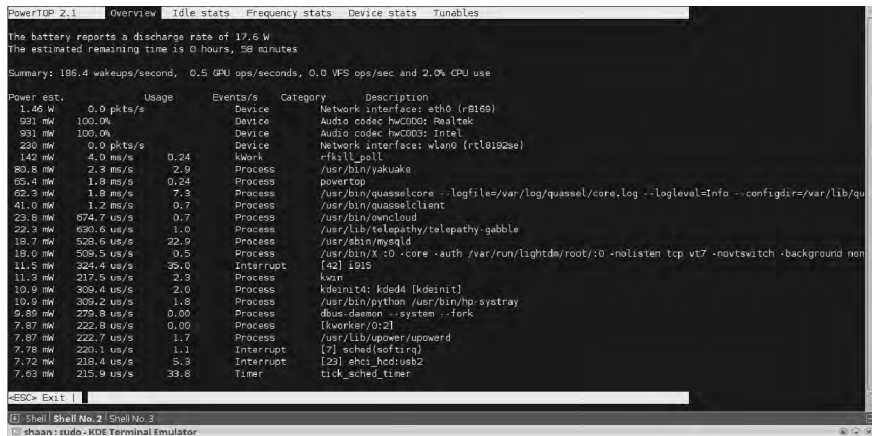 PowerTOP 2.1 Overview Idle stats Frequency stats Device stats Tunables
The battery reports a discharge rate of 17.6 W
The estimated remaining time is 0 hours, 58 minutes
Summary: 186.4 wakeups/second, 0.5 GPU ops/seconds, 0.0 VFS ops/sec and 2.0% CPU use
Power est. Usage Events/s Category Description
1.46 W 0.0 pkts/s Device Network interface: eth0 (r8169)
931 mW 100.0% Device Audio codec hwC0D0: Realtek
931 mW 100.0% Device Audio codec hwC0D3: Intel
230 mW 0.0 pkts/s Device Network interface: wlan0 (rtl8192se)
142 mW 4.0 ms/s 0.24 kWork rfkill_poll
80.8 mW 2.3 ms/s 2.9 Process /usr/bin/yakuake
65.4 mW 1.8 ms/s 0.24 Process powertop
62.3 mW 1.8 ms/s 7.3 Process /usr/bin/quasselcore --logfile=/var/log/quassel/core.log --loglevel=Info --configdir=/var/lib/qu
41.0 mW 1.2 ms/s 0.7 Process /usr/bin/quasselclient
23.8 mW 674.7 us/s 0.7 Process /usr/bin/owncloud
22.3 mW 630.6 us/s 1.0 Process /usr/lib/telepathy/telepathy-gabble
18.7 mW 528.6 us/s 22.9 Process /usr/sbin/mysqld
18.0 mW 509.5 us/s 0.5 Process /usr/bin/X :0 -core -auth /var/run/lightdm/root/:0 -nolisten tcp vt7 -novtswitch -background non
11.5 mW 324.4 us/s 35.0 Interrupt [42] i915
11.3 mW 217.5 us/s 2.3 Process kwin
10.9 mW 309.4 us/s 2.0 Process kdeinit4: kded4 [kdeinit]
10.9 mW 309.2 us/s 1.8 Process /usr/bin/python /usr/bin/hp-systray
9.89 mW 279.8 us/s 0.00 Process dbus-daemon --system --fork
7.87 mW 222.8 us/s 0.00 Process [kworker/0:2]
7.87 mW 222.7 us/s 1.7 Process /usr/lib/upower/upowerd
7.78 mW 220.1 us/s 1.1 Interrupt [7] sched(softirq)
7.72 mW 218.4 us/s 5.3 Interrupt [23] ehci_hcd:usb2
7.63 mW 215.9 us/s 33.8 Timer tick_sched_timer
<ESC> Exit |
Shell Shell No. 2 Shell No. 3
shaan : sudo - KDE Terminal Emulator